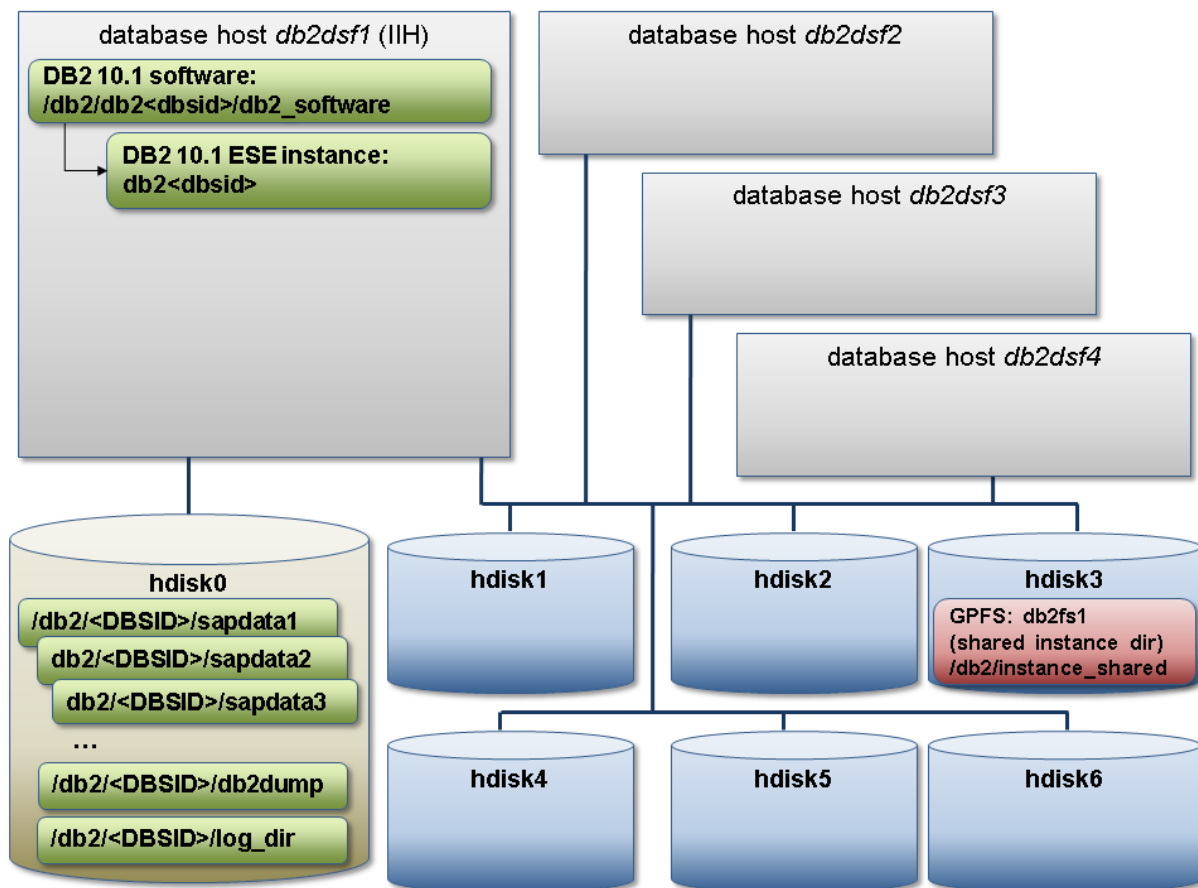 database host db2dsf1 (IIH)
DB2 10.1 software:
/db2/db2<dbsid>/db2_software
DB2 10.1 ESE instance:
db2<dbsid>
database host db2dsf2
database host db2dsf3
database host db2dsf4
hdisk0
/db2/<DBSID>/sapdata1
db2/<DBSID>/sapdata2
db2/<DBSID>/sapdata3
...
/db2/<DBSID>/db2dump
/db2/<DBSID>/log_dir
hdisk1
hdisk2
hdisk3
GPFS: db2fs1
(shared instance dir)
/db2/instance_shared
hdisk4
hdisk5
hdisk6